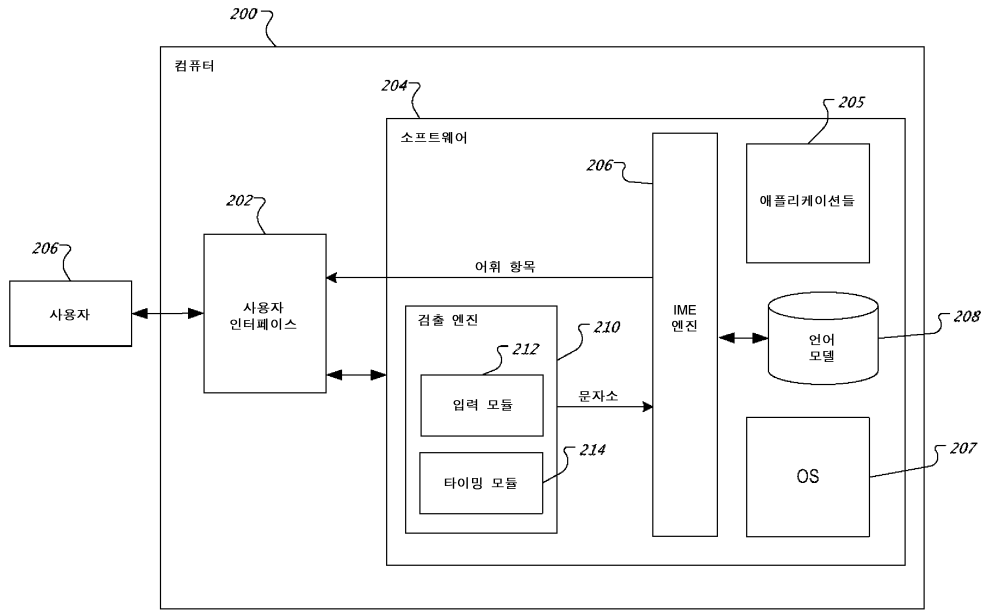 200
컴퓨터
204
소프트웨어
205
206
애플리케이션들
202
206
사용자
사용자
인터페이스
어휘 항목
IME
엔진
언어
모델
208
검출 엔진
210
212
입력 모듈
문자소
214
타이밍 모듈
OS
207